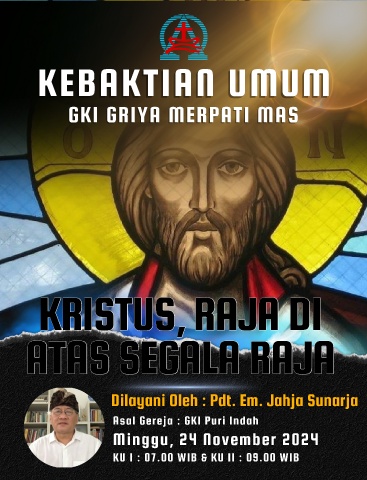 KEBAKTIAN UMUM
GKI GRIYA MERPATI MAS
KRISTUS, RAJA DI
ATAS SEGALA RAJA
Dilayani Oleh : Pdt. Em. Jahja Sunarja
Asal Gereja : GKI Puri Indah
Minggu, 24 November 2024
KU I : 07.00 WIB & KU II : 09.00 WIB